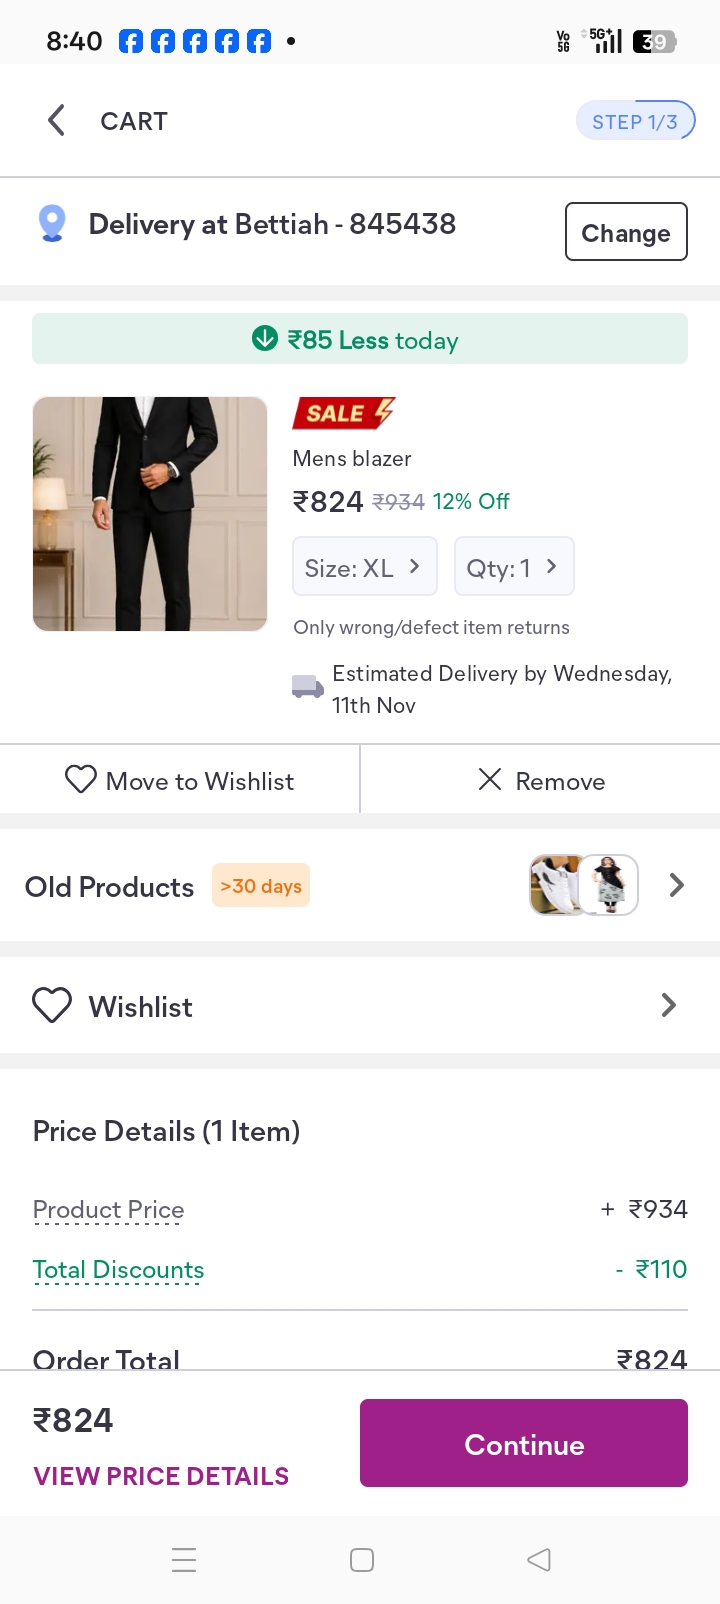 8:40
Vo 5G 5G+ 39
CART
STEP 1/3
Delivery at Bettiah - 845438
Change
₹85 Less today
SALE
Mens blazer
₹824 ₹934 12% Off
Size: XL
Qty: 1
Only wrong/defect item returns
Estimated Delivery by Wednesday,
11th Nov
Move to Wishlist
Remove
Old Products >30 days
Wishlist
Price Details (1 Item)
Product Price + ₹934
Total Discounts - ₹110
Order Total ₹824
₹824
VIEW PRICE DETAILS
Continue